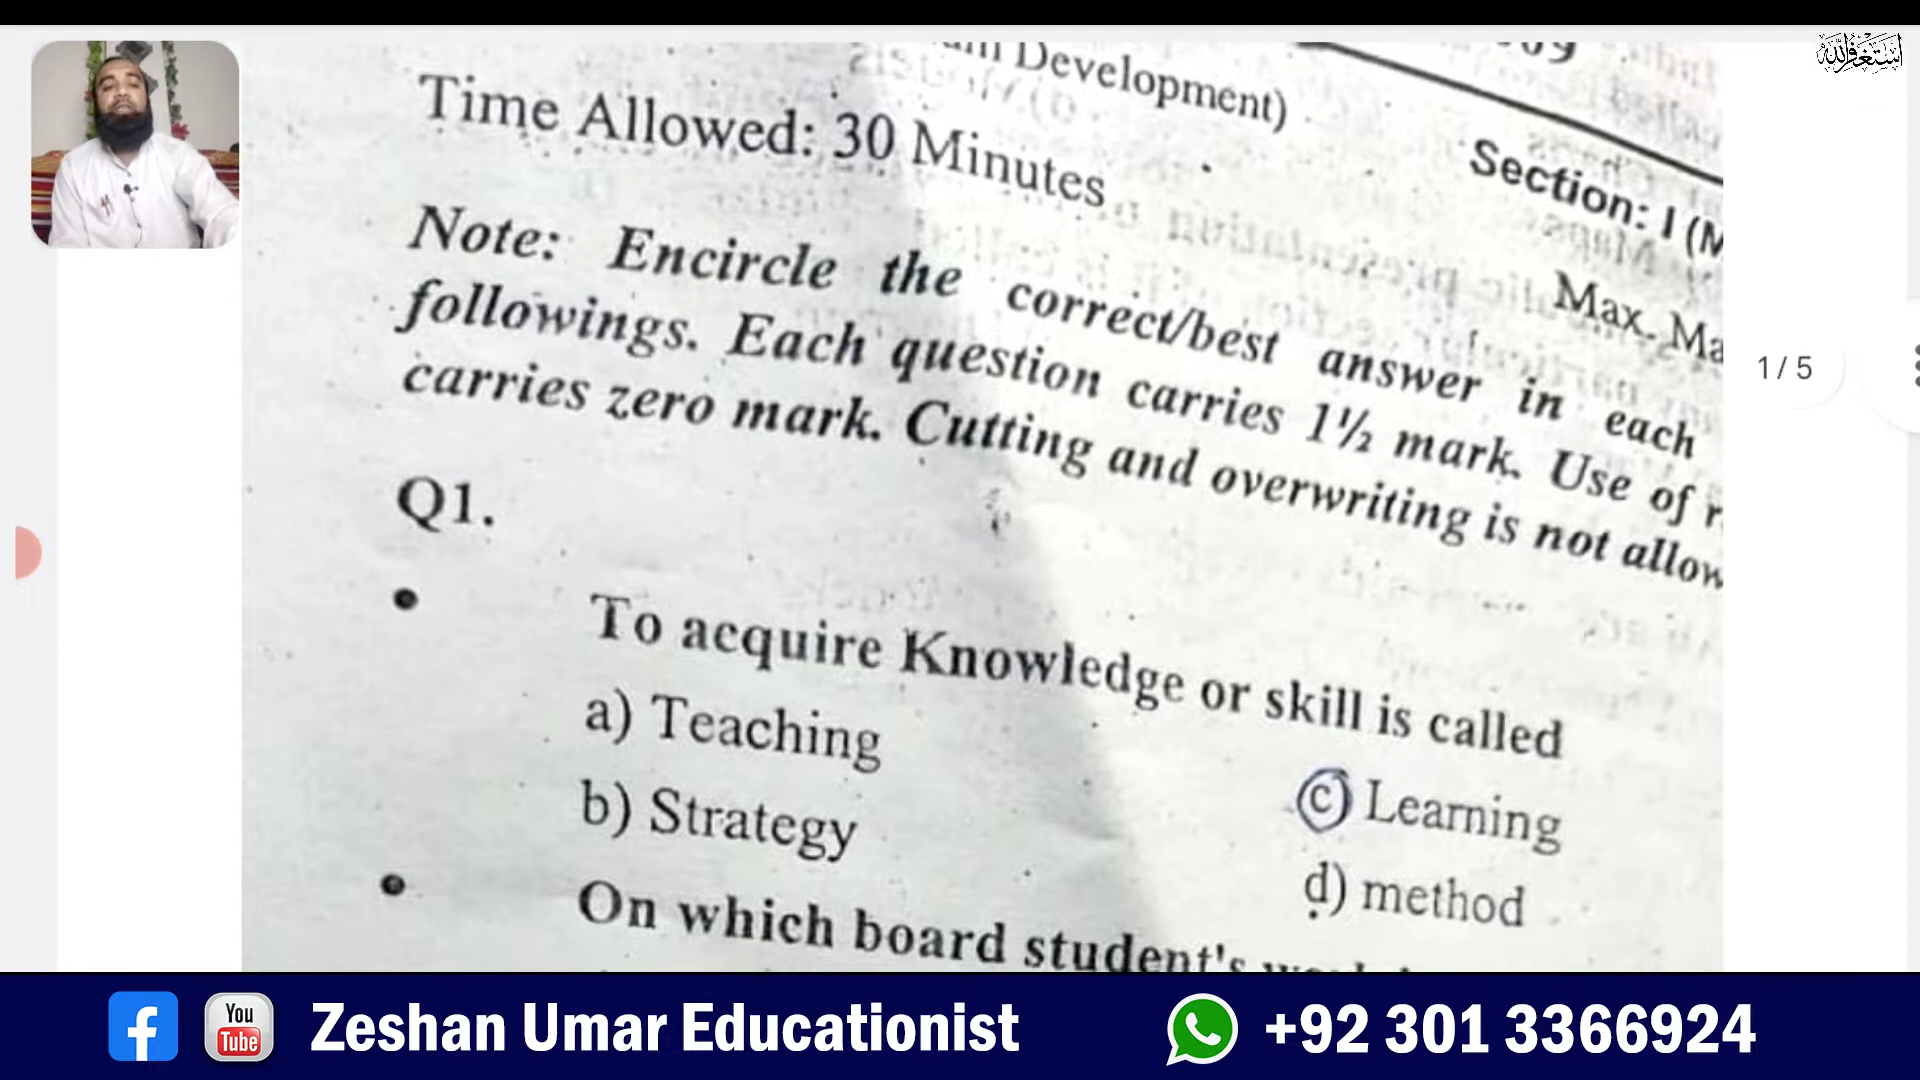 استغفرالله
Development)
Time Allowed: 30 Minutes
Section: I (M
Max. Ma
Note: Encircle the correct/best answer in each
followings. Each question carries 1½ mark. Use of r
carries zero mark. Cutting and overwriting is not allow
1 / 5
Q1.
• To acquire Knowledge or skill is called
a) Teaching
c) Learning
b) Strategy
d) method
• On which board student's
You
Tube
Zeshan Umar Educationist
+92 301 3366924